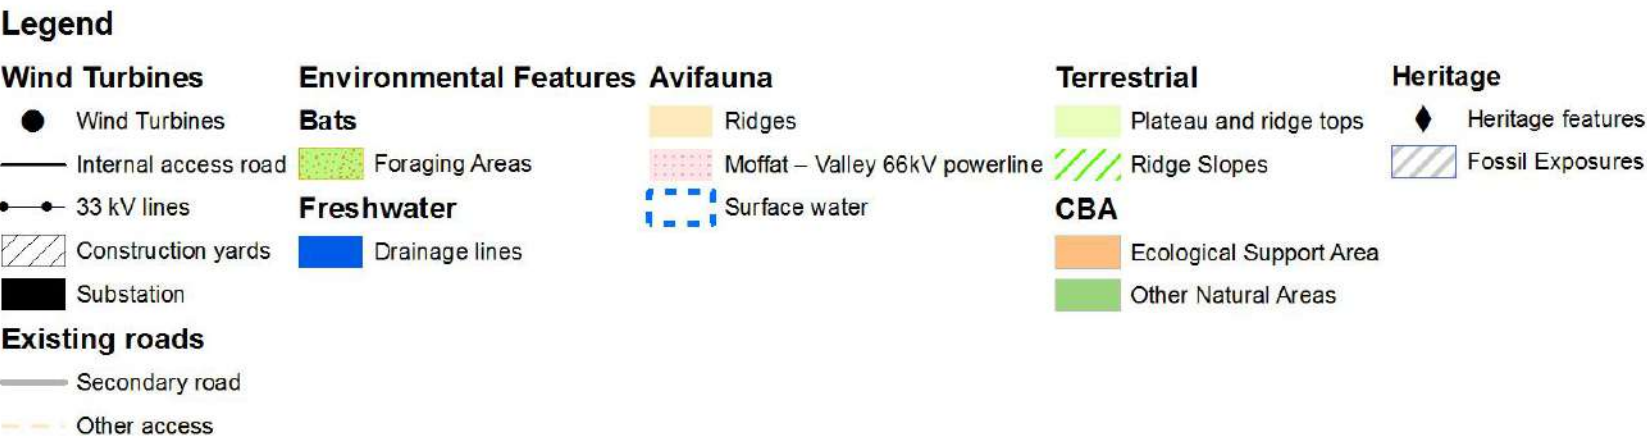 Legend
Wind Turbines
Wind Turbines
Internal access road
33 kV lines
Construction yards
Substation
Existing roads
Secondary road
Other access
Environmental Features
Bats
Foraging Areas
Freshwater
Drainage lines
Avifauna
Ridges
Moffat – Valley 66kV powerline
Surface water
Terrestrial
Plateau and ridge tops
Ridge Slopes
CBA
Ecological Support Area
Other Natural Areas
Heritage
Heritage features
Fossil Exposures